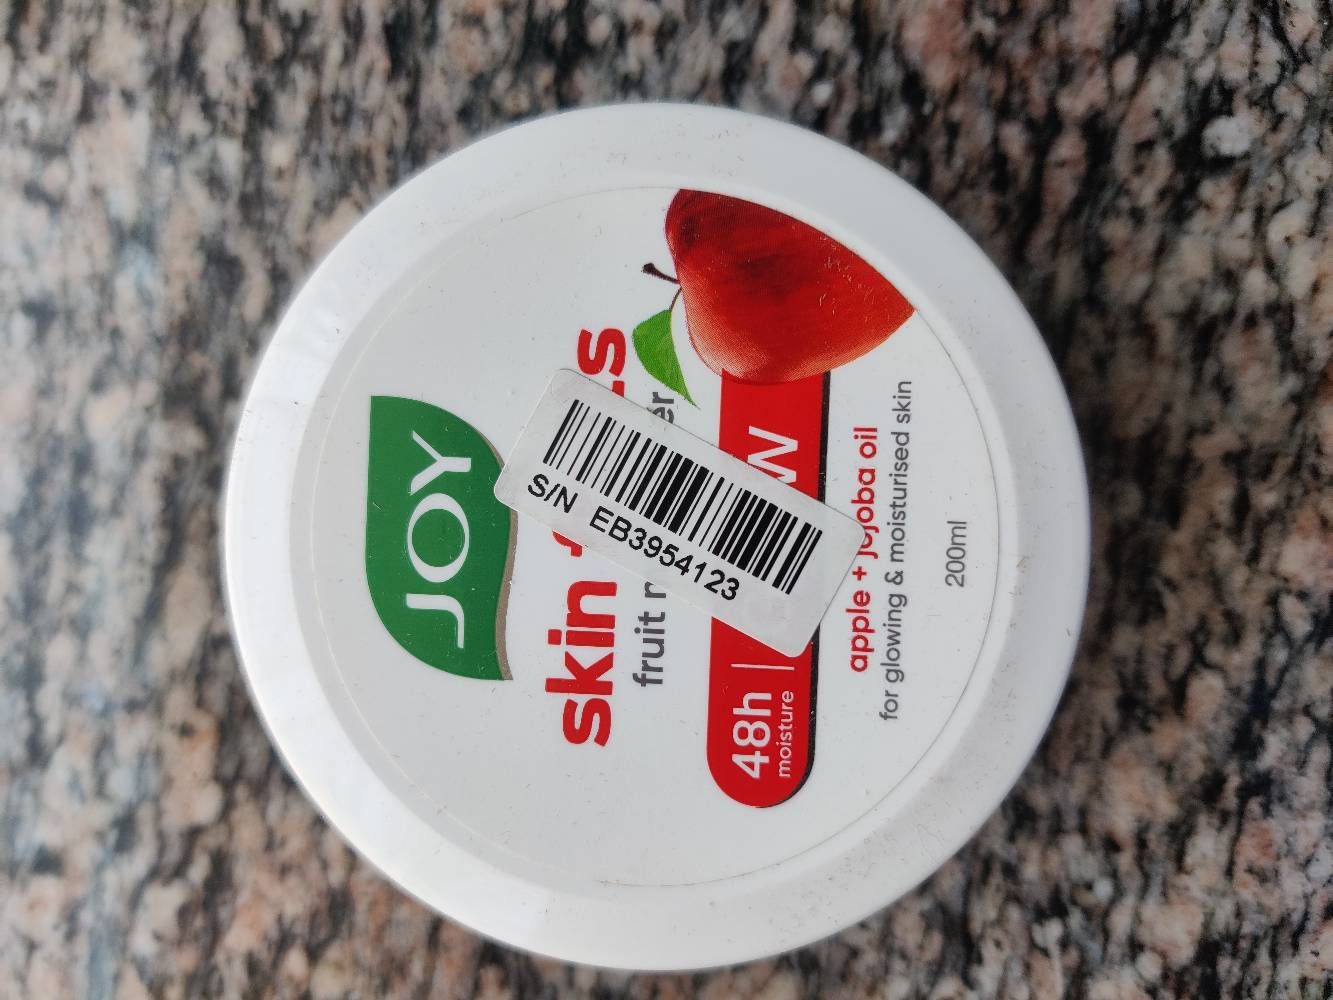 JOY
skin
fruit
48h
moisture
apple + jojoba oil
for glowing & moisturised skin
200ml
S/N EB3954123